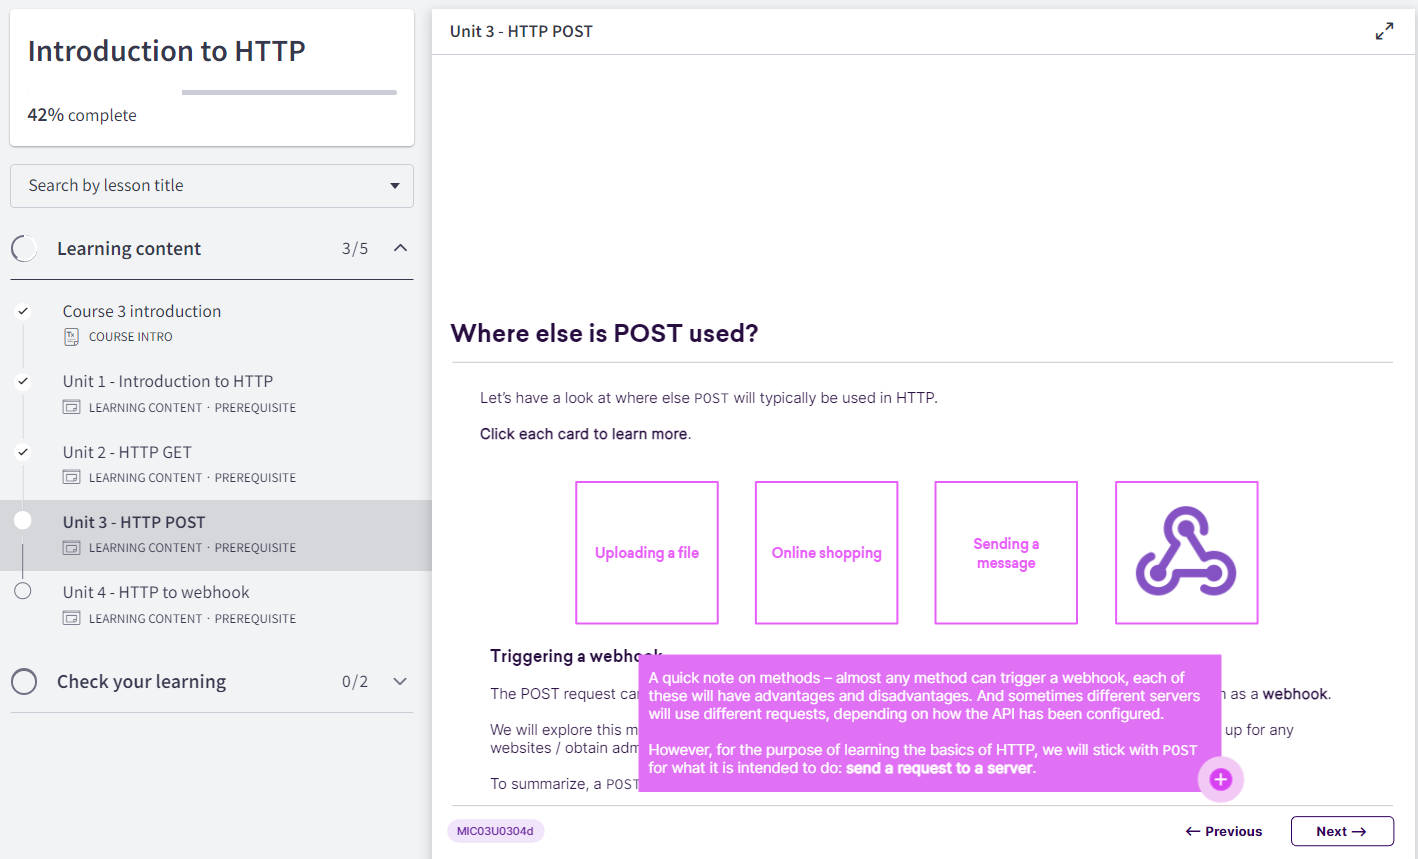 Introduction to HTTP
42% complete
Search by lesson title
Learning content 3/5
Course 3 introduction
COURSE INTRO
Unit 1 - Introduction to HTTP
LEARNING CONTENT · PREREQUISITE
Unit 2 - HTTP GET
LEARNING CONTENT · PREREQUISITE
Unit 3 - HTTP POST
LEARNING CONTENT · PREREQUISITE
Unit 4 - HTTP to webhook
LEARNING CONTENT · PREREQUISITE
Check your learning 0/2
Unit 3 - HTTP POST
Where else is POST used?
Let's have a look at where else POST will typically be used in HTTP.
Click each card to learn more.
Uploading a file
Online shopping
Sending a
message
Triggering a webhook
The POST request as a webhook.
We will explore this up for any
websites / obtain
To summarize, a POST
A quick note on methods – almost any method can trigger a webhook, each of
these will have advantages and disadvantages. And sometimes different servers
will use different requests, depending on how the API has been configured.
However, for the purpose of learning the basics of HTTP, we will stick with POST
for what it is intended to do: send a request to a server.
MIC03U0304d
← Previous
Next →